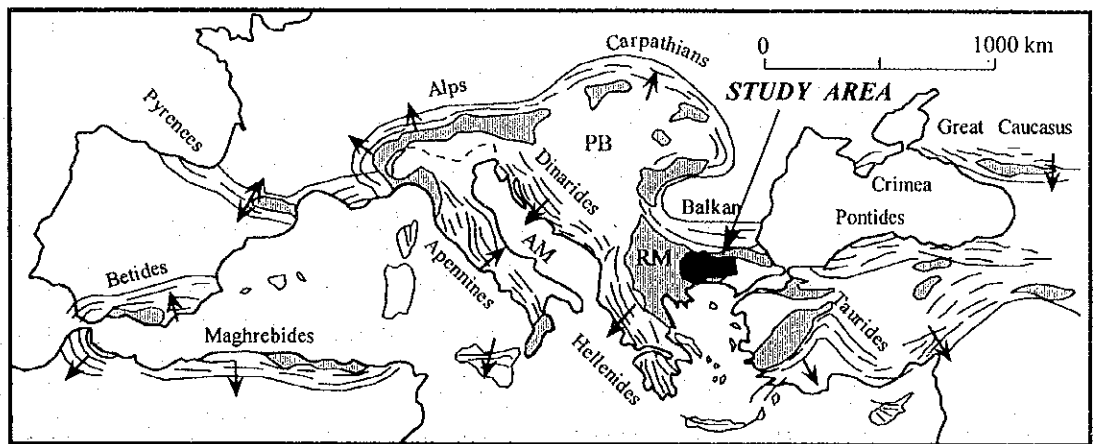 Carpathians
0 1000 km
Alps
STUDY AREA
Pyrences
Great Caucasus
PB
Dinarides
Crimea
Balkan
Pontides
AM
RM
Betides
Apennines
Taurides
Maghrebides
Hellenides